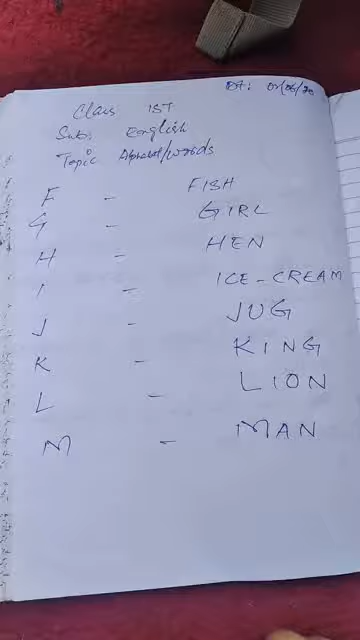 DT: 01/06/20
Class 1ST
Sub: English
Topic Alphabet/words
F - FISH
G - GIRL
H - HEN
I - ICE-CREAM
J - JUG
K - KING
L - LION
M - MAN